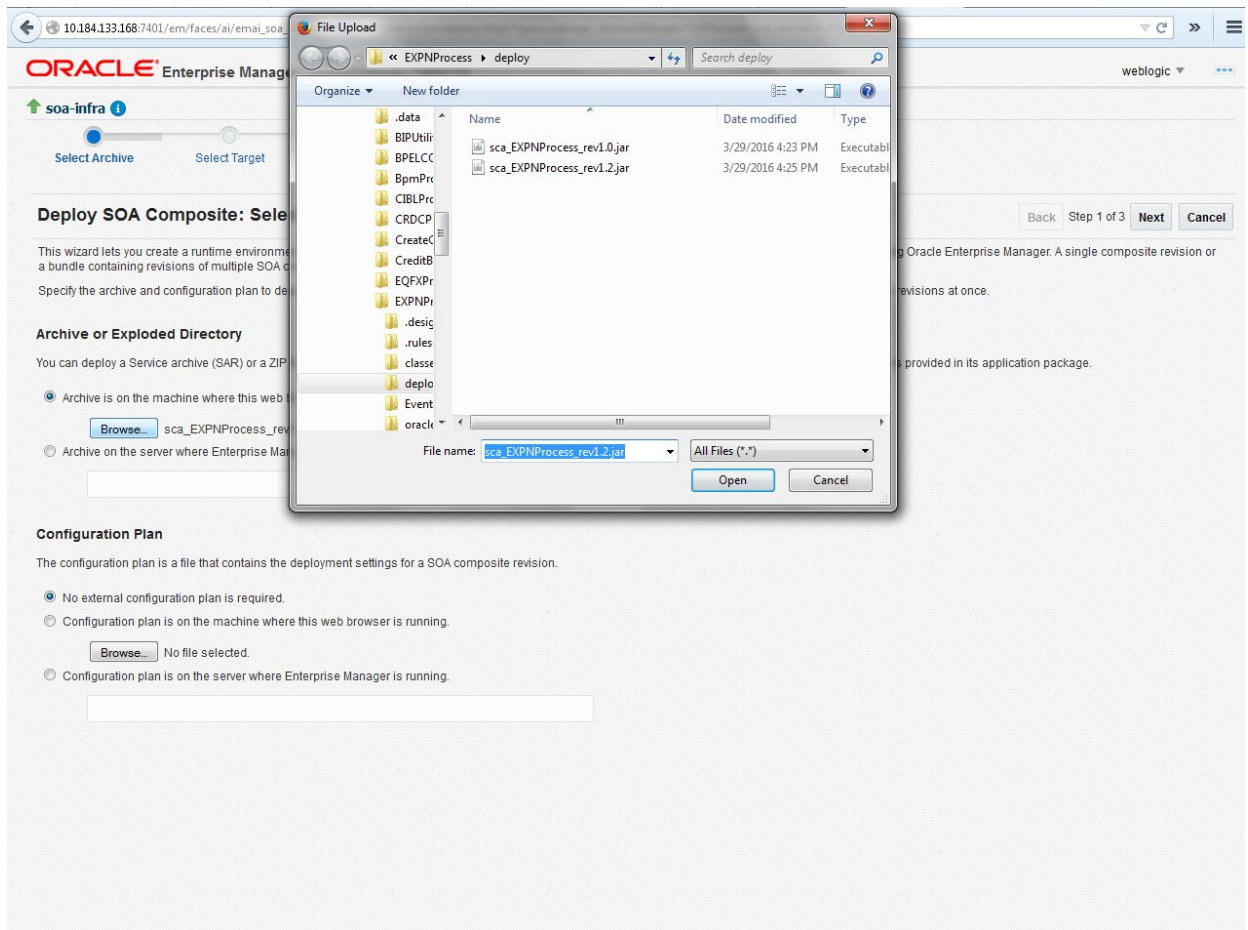 10.184.133.168:7401/em/faces/ai/emai_soa_
File Upload
« EXPNProcess ▸ deploy
Search deploy
ORACLE® Enterprise Manage
weblogic
Organize
New folder
soa-infra
Select Archive
Select Target
Name
Date modified
Type
.data
BIPUtilit
BPELCC
BpmPro
CIBLPro
CRDCP
CreateC
CreditB
EQFXPr
EXPNPr
.desig
.rules
classe
deplo
Event
oracle
sca_EXPNProcess_rev1.0.jar 3/29/2016 4:23 PM Executabl
sca_EXPNProcess_rev1.2.jar 3/29/2016 4:25 PM Executabl
File name: sca_EXPNProcess_rev1.2.jar
All Files (*.*)
Open
Cancel
Deploy SOA Composite: Sele
Back Step 1 of 3 Next Cancel
This wizard lets you create a runtime environme
g Oracle Enterprise Manager. A single composite revision or
a bundle containing revisions of multiple SOA c
Specify the archive and configuration plan to de
revisions at once.
Archive or Exploded Directory
You can deploy a Service archive (SAR) or a ZIP
s provided in its application package.
Archive is on the machine where this web b
Browse... sca_EXPNProcess_rev
Archive on the server where Enterprise Mar
Configuration Plan
The configuration plan is a file that contains the deployment settings for a SOA composite revision.
No external configuration plan is required.
Configuration plan is on the machine where this web browser is running.
Browse... No file selected.
Configuration plan is on the server where Enterprise Manager is running.